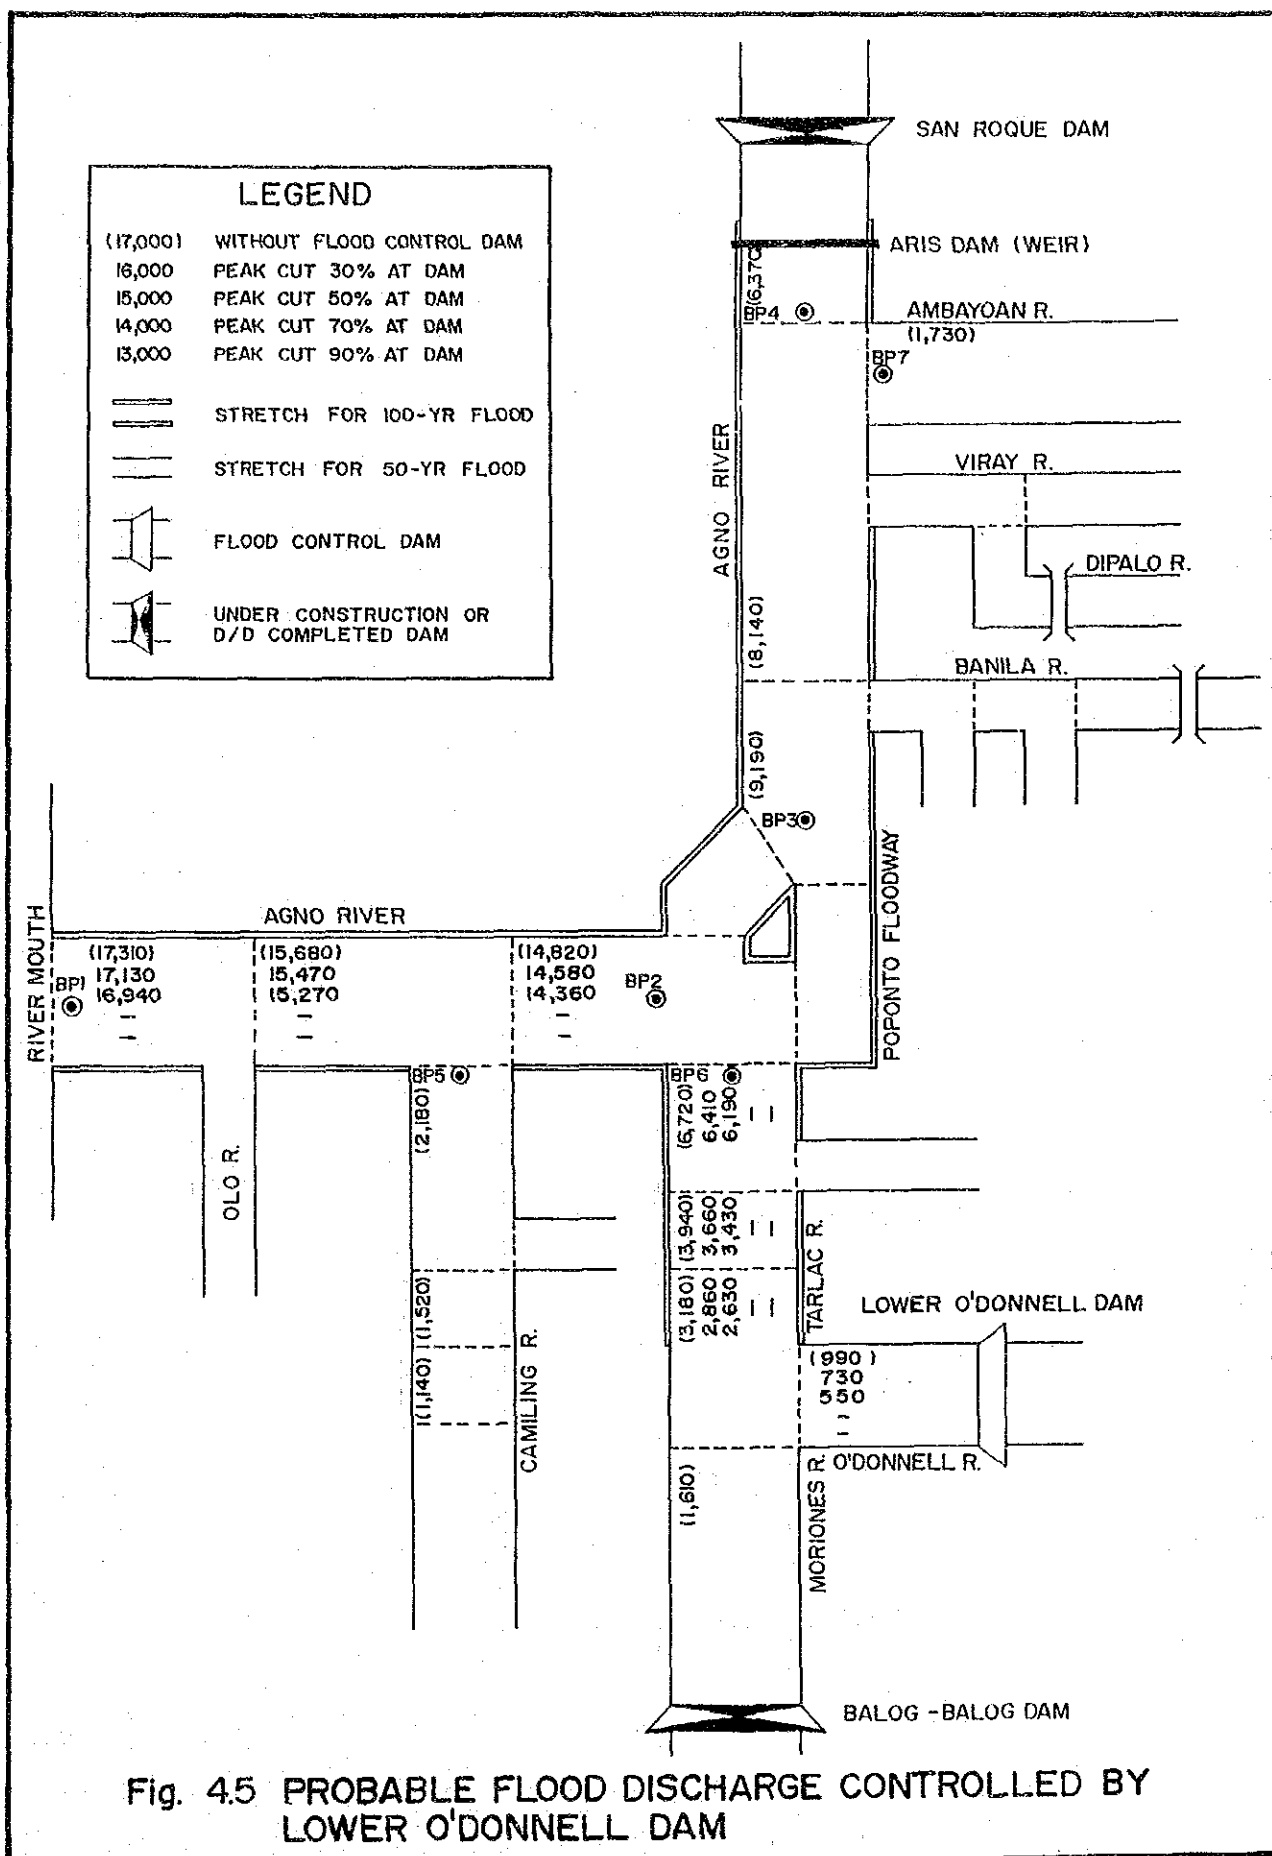 SAN ROQUE DAM
LEGEND
(17,000) WITHOUT FLOOD CONTROL DAM
16,000 PEAK CUT 30% AT DAM
15,000 PEAK CUT 50% AT DAM
14,000 PEAK CUT 70% AT DAM
13,000 PEAK CUT 90% AT DAM
STRETCH FOR 100-YR FLOOD
STRETCH FOR 50-YR FLOOD
FLOOD CONTROL DAM
UNDER CONSTRUCTION OR
D/D COMPLETED DAM
ARIS DAM (WEIR)
(6,370)
BP4
AMBAYOAN R.
(1,730)
BP7
AGNO RIVER
VIRAY R.
DIPALO R.
(8,140)
BANILA R.
(9,190)
BP3
POPONTO FLOODWAY
AGNO RIVER
RIVER MOUTH
BP1
(17,310)
17,130
16,940
-
-
(15,680)
15,470
15,270
-
-
(14,820)
14,580
14,360
-
-
BP2
OLO R.
BP5
(2,180)
(1,520)
(1,140)
CAMILING R.
BP6
(6,720)
6,410
6,190
-
-
(3,940)
3,660
3,430
-
-
(3,180)
2,860
2,630
-
-
TARLAC R.
LOWER O'DONNELL DAM
(990)
730
550
-
-
O'DONNELL R.
(1,610)
MORIONES R.
BALOG-BALOG DAM
Fig. 4.5 PROBABLE FLOOD DISCHARGE CONTROLLED BY
LOWER O'DONNELL DAM